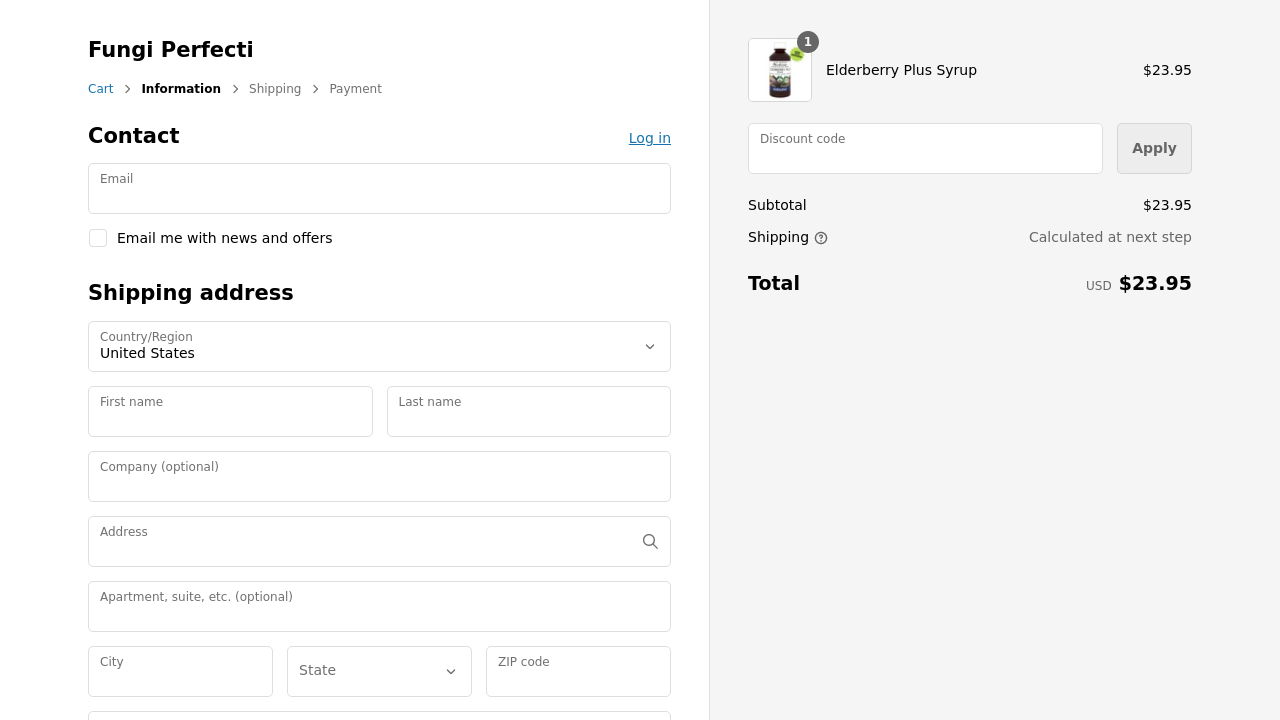 Fungi Perfecti
Cart
Information
Shipping
Payment
Contact
Log in
Email
Email me with news and offers
Shipping address
Country/Region
United States
First name
Last name
Company (optional)
Address
Apartment, suite, etc. (optional)
City
State
ZIP code
1
Elderberry Plus Syrup
$23.95
Discount code
Apply
Subtotal
$23.95
Shipping
Calculated at next step
Total
USD $23.95